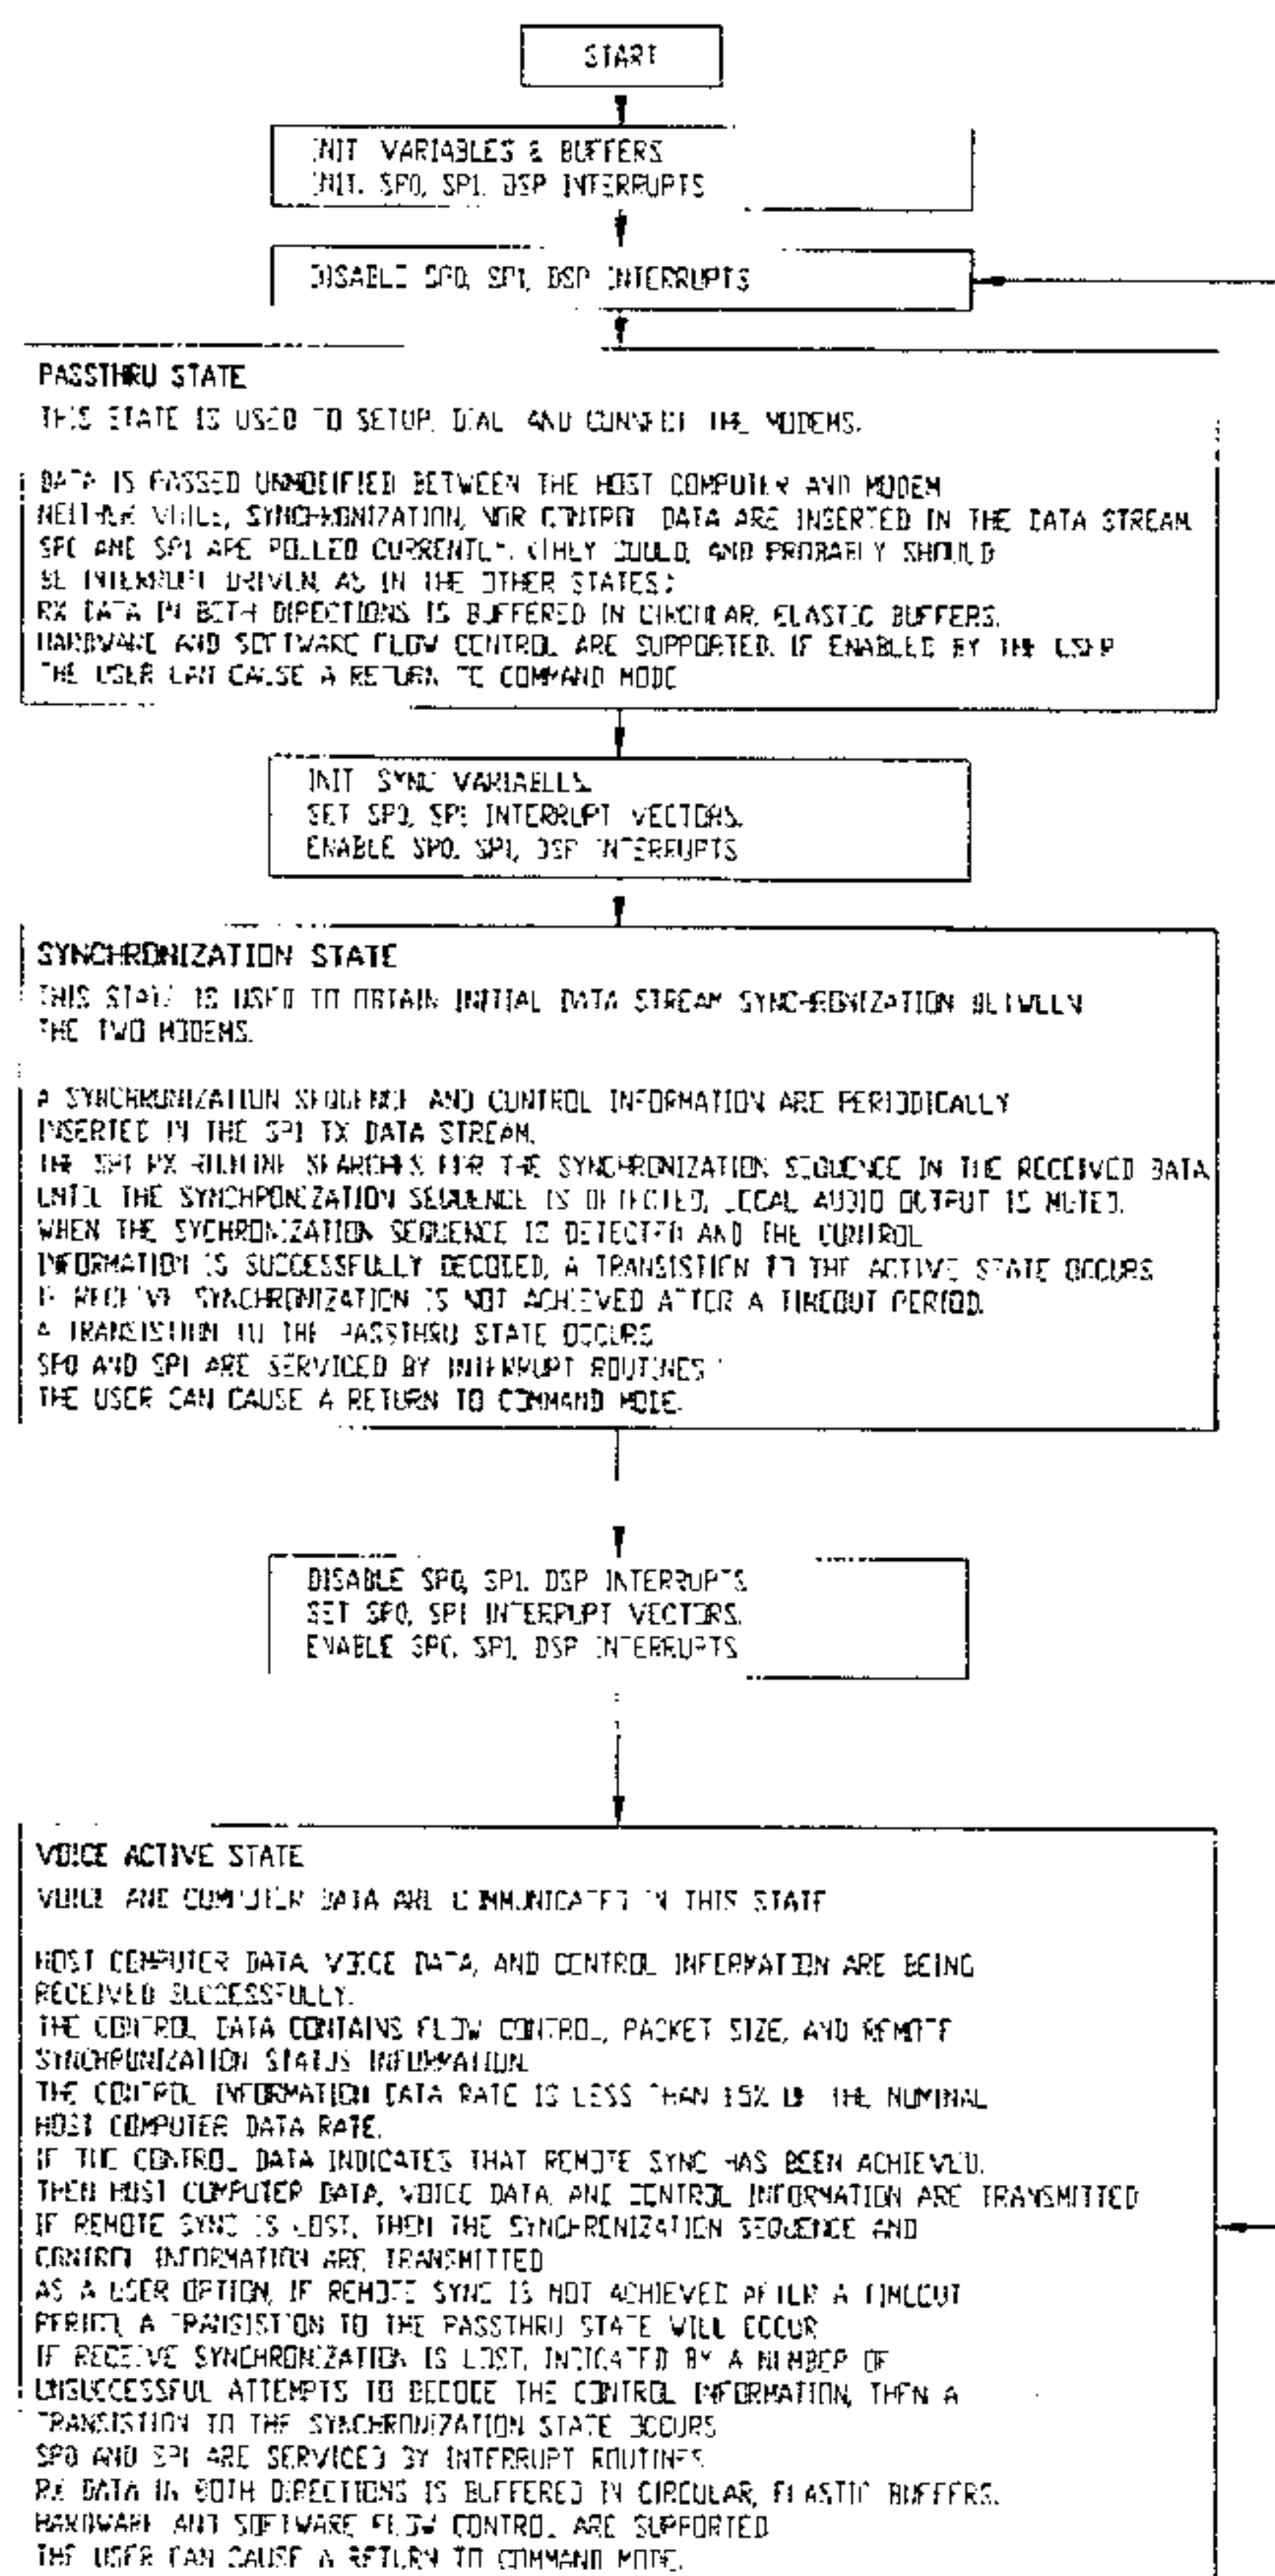 START
INIT VARIABLES & BUFFERS
INIT. SP0, SP1, DSP INTERRUPTS
DISABLE SP0, SP1, DSP INTERRUPTS
PASSTHRU STATE
THIS STATE IS USED TO SETUP, DIAL AND CONNECT THE MODEMS.
DATA IS PASSED UNMODIFIED BETWEEN THE HOST COMPUTER AND MODEM
NEITHER VOICE, SYNCHRONIZATION, NOR CONTROL DATA ARE INSERTED IN THE DATA STREAM.
SP0 AND SP1 ARE POLLED CURRENTLY. (THEY COULD, AND PROBABLY SHOULD
BE INTERRUPT DRIVEN, AS IN THE OTHER STATES)
RX DATA IN BOTH DIRECTIONS IS BUFFERED IN CIRCULAR, ELASTIC BUFFERS.
HARDWARE AND SOFTWARE FLOW CONTROL ARE SUPPORTED, IF ENABLED BY THE USER
THE USER CAN CAUSE A RETURN TO COMMAND MODE
INIT SYNC VARIABLES.
SET SP0, SP1 INTERRUPT VECTORS.
ENABLE SP0, SP1, DSP INTERRUPTS
SYNCHRONIZATION STATE
THIS STATE IS USED TO OBTAIN INITIAL DATA STREAM SYNCHRONIZATION BETWEEN
THE TWO MODEMS.
A SYNCHRONIZATION SEQUENCE AND CONTROL INFORMATION ARE PERIODICALLY
INSERTED IN THE SP1 TX DATA STREAM.
THE SP1 RX ROUTINE SEARCHES FOR THE SYNCHRONIZATION SEQUENCE IN THE RECEIVED DATA
UNTIL THE SYNCHRONIZATION SEQUENCE IS DETECTED, LOCAL AUDIO OUTPUT IS MUTED.
WHEN THE SYCHRONIZATION SEQUENCE IS DETECTED AND THE CONTROL
INFORMATION IS SUCCESSFULLY DECODED, A TRANSISTION TO THE ACTIVE STATE OCCURS
IF RECEIVE SYNCHRONIZATION IS NOT ACHIEVED AFTER A TIMEOUT PERIOD.
A TRANSISTION TO THE PASSTHRU STATE OCCURS
SP0 AND SP1 ARE SERVICED BY INTERRUPT ROUTINES
THE USER CAN CAUSE A RETURN TO COMMAND MODE.
DISABLE SP0, SP1, DSP INTERRUPTS
SET SP0, SP1 INTERRUPT VECTORS.
ENABLE SP0, SP1, DSP INTERRUPTS
VOICE ACTIVE STATE
VOICE AND COMPUTER DATA ARE COMMUNICATED IN THIS STATE
HOST COMPUTER DATA, VOICE DATA, AND CONTROL INFORMATION ARE BEING
RECEIVED SUCCESSFULLY.
THE CONTROL DATA CONTAINS FLOW CONTROL, PACKET SIZE, AND REMOTE
SYNCHRONIZATION STATUS INFORMATION.
THE CONTROL INFORMATION DATA RATE IS LESS THAN OF THE NOMINAL
HOST COMPUTER DATA RATE.
IF THE CONTROL DATA INDICATES THAT REMOTE SYNC HAS BEEN ACHIEVED,
THEN HOST COMPUTER DATA, VOICE DATA, AND CONTROL INFORMATION ARE TRANSMITTED
IF REMOTE SYNC IS LOST, THEN THE SYNCHRONIZATION SEQUENCE AND
CONTROL INFORMATION ARE TRANSMITTED
AS A USER OPTION, IF REMOTE SYNC IS NOT ACHIEVED AFTER A TIMEOUT
PERIOD, A TRANSISTION TO THE PASSTHRU STATE WILL OCCUR
IF RECEIVE SYNCHRONIZATION IS LOST, INDICATED BY A NUMBER OF
UNSUCCESSFUL ATTEMPTS TO DECODE THE CONTROL INFORMATION, THEN A
TRANSISTION TO THE SYNCHRONIZATION STATE OCCURS
SP0 AND SP1 ARE SERVICED BY INTERRUPT ROUTINES
RX DATA IN BOTH DIRECTIONS IS BUFFERED IN CIRCULAR, ELASTIC BUFFERS.
HARDWARE AND SOFTWARE FLOW CONTROL ARE SUPPORTED
THE USER CAN CAUSE A RETURN TO COMMAND MODE.